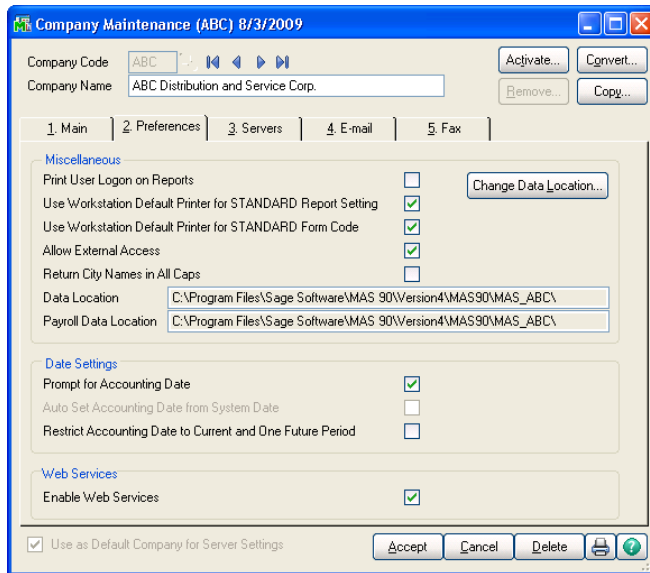 Company Maintenance (ABC) 8/3/2009
Company Code ABC Activate... Convert...
Company Name ABC Distribution and Service Corp. Remove... Copy...
1. Main 2. Preferences 3. Servers 4. E-mail 5. Fax
Miscellaneous
Print User Logon on Reports Change Data Location...
Use Workstation Default Printer for STANDARD Report Setting
Use Workstation Default Printer for STANDARD Form Code
Allow External Access
Return City Names in All Caps
Data Location C:\Program Files\Sage Software\MAS 90\Version4\MAS90\MAS_ABC\
Payroll Data Location C:\Program Files\Sage Software\MAS 90\Version4\MAS90\MAS_ABC\
Date Settings
Prompt for Accounting Date
Auto Set Accounting Date from System Date
Restrict Accounting Date to Current and One Future Period
Web Services
Enable Web Services
Use as Default Company for Server Settings Accept Cancel Delete ?